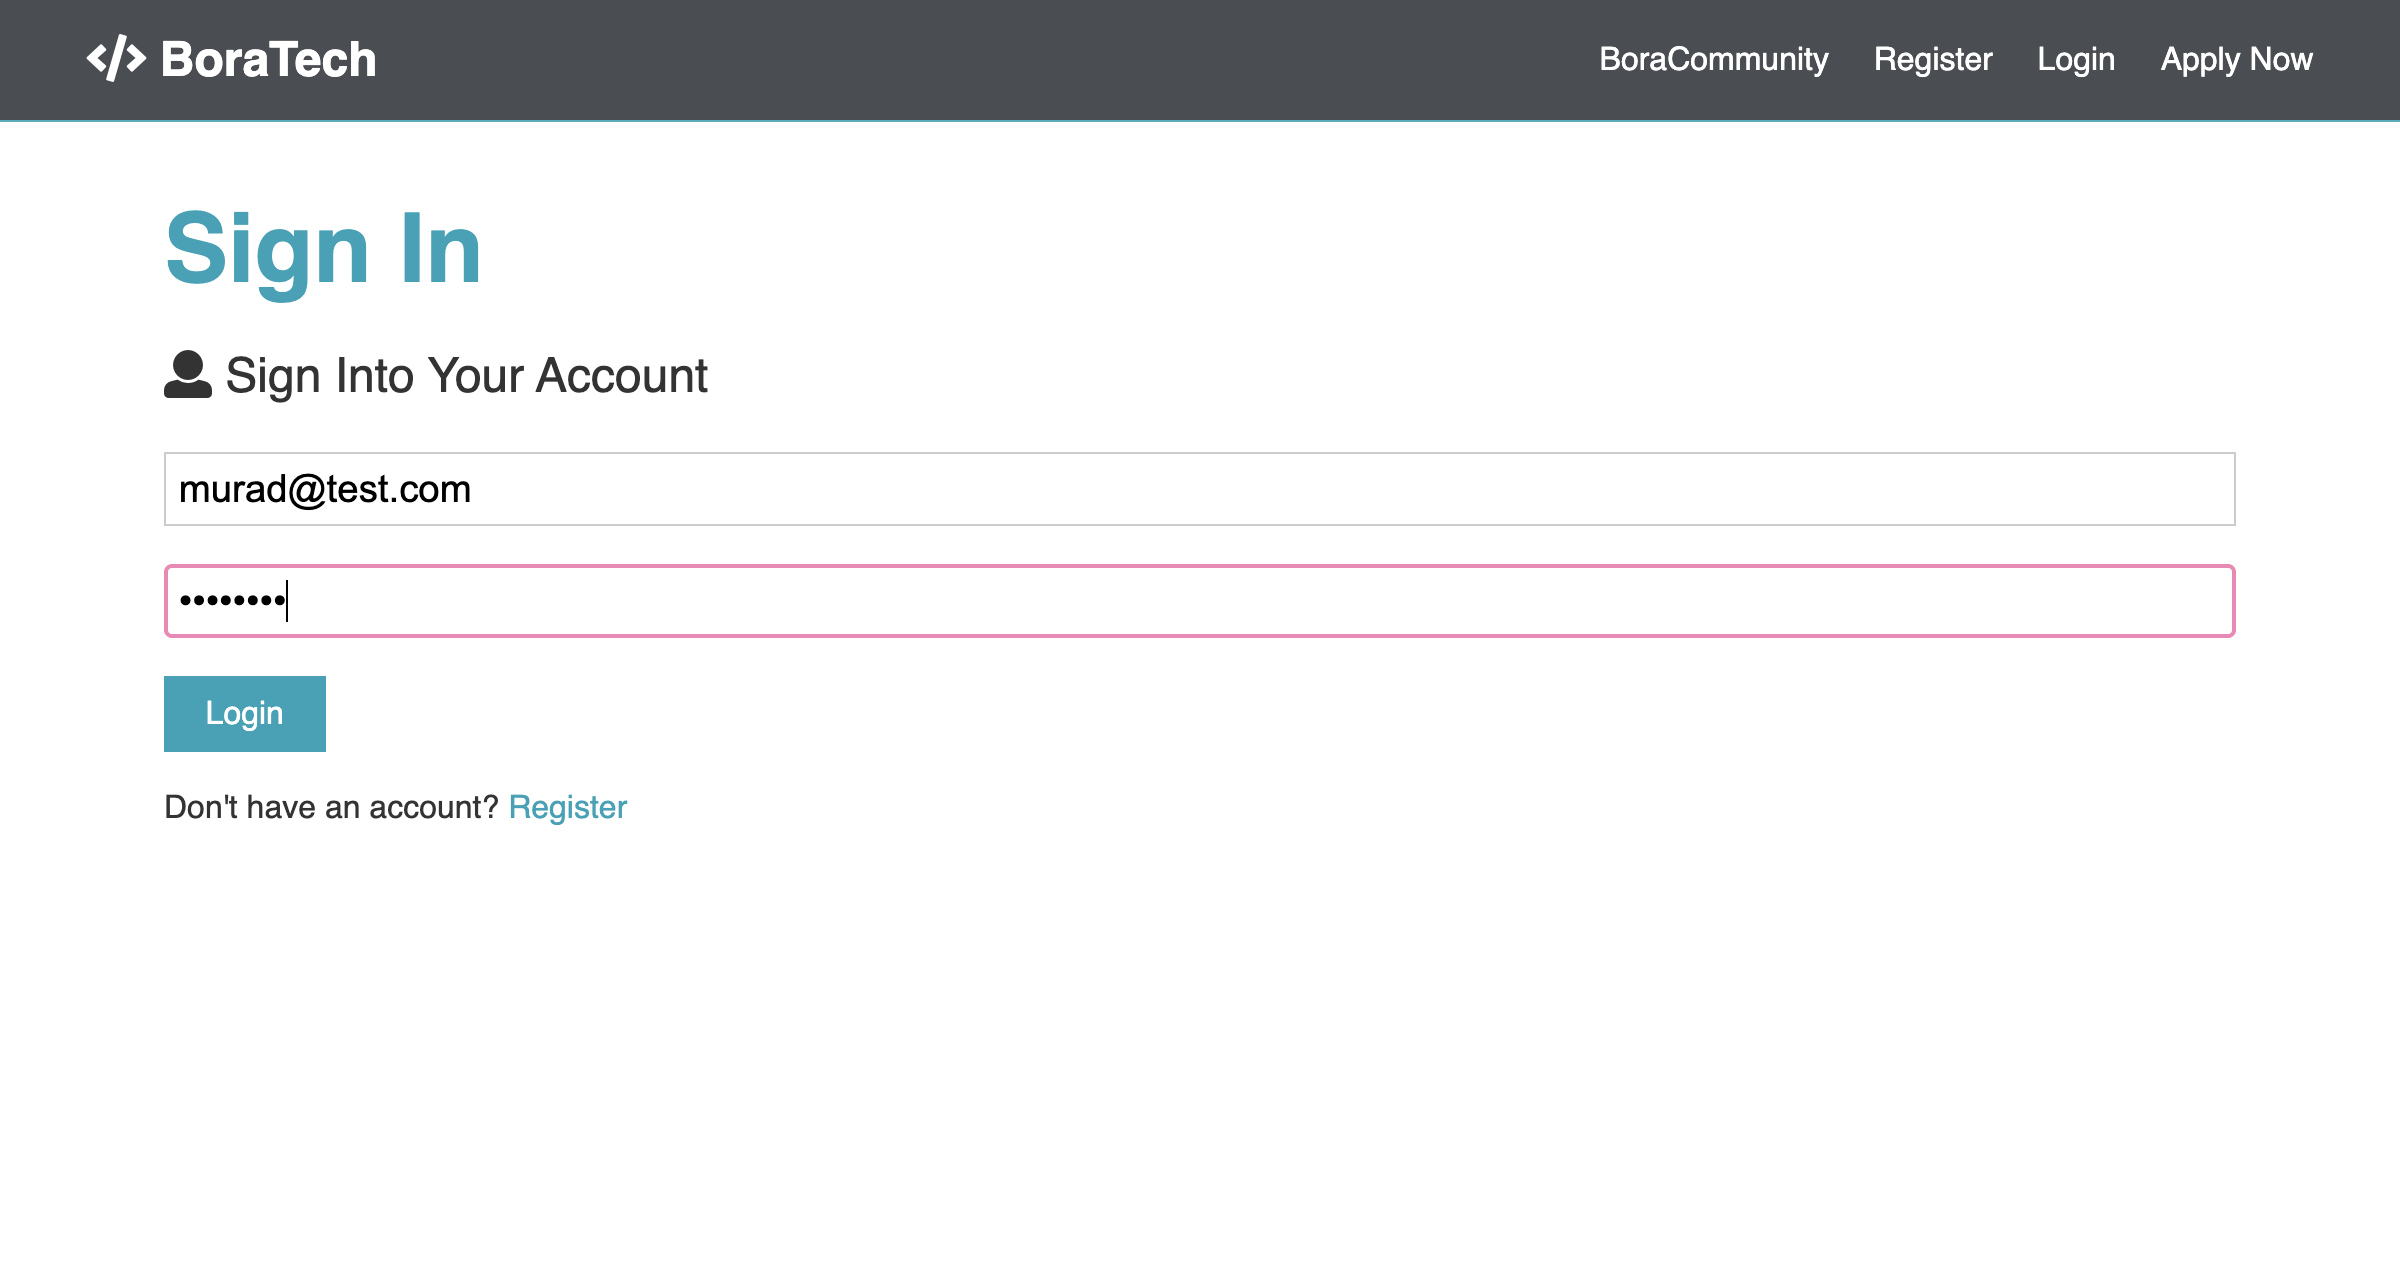 </> BoraTech
BoraCommunity Register Login Apply Now
Sign In
Sign Into Your Account
murad@test.com
••••••••
Login
Don't have an account? Register